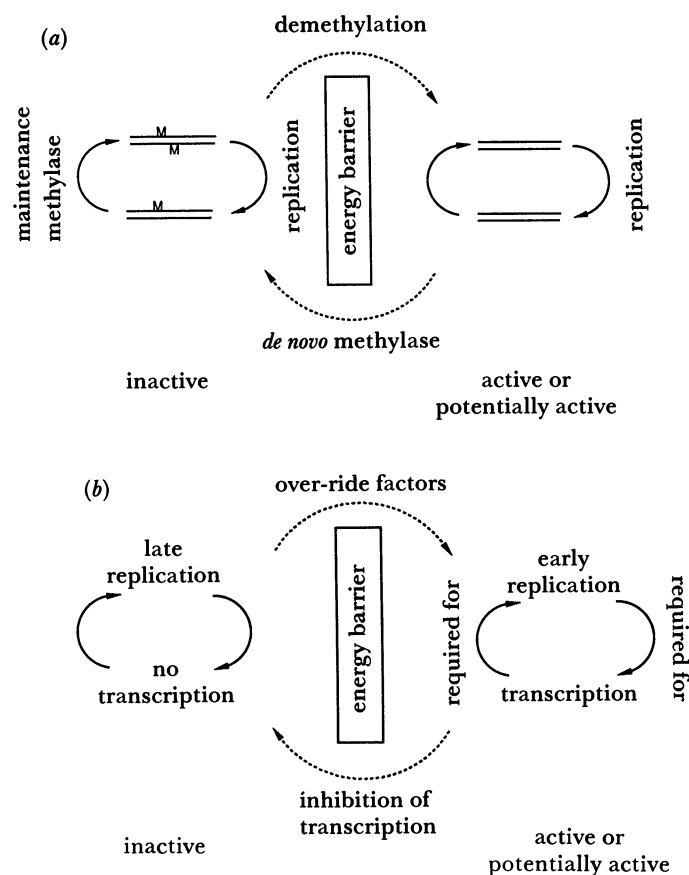 (a)
demethylation
maintenance
methylase
M
M
M
replication
energy barrier
replication
de novo methylase
inactive
active or
potentially active
(b)
over-ride factors
late
replication
no
transcription
energy barrier
required for
early
replication
transcription
required for
inhibition of
transcription
inactive
active or
potentially active